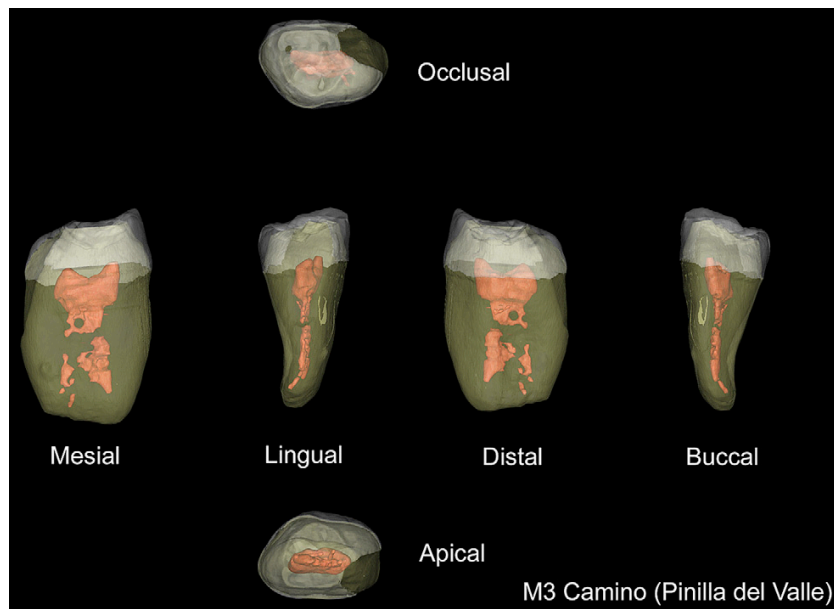 Occlusal
Mesial
Lingual
Distal
Buccal
Apical
M3 Camino (Pinilla del Valle)